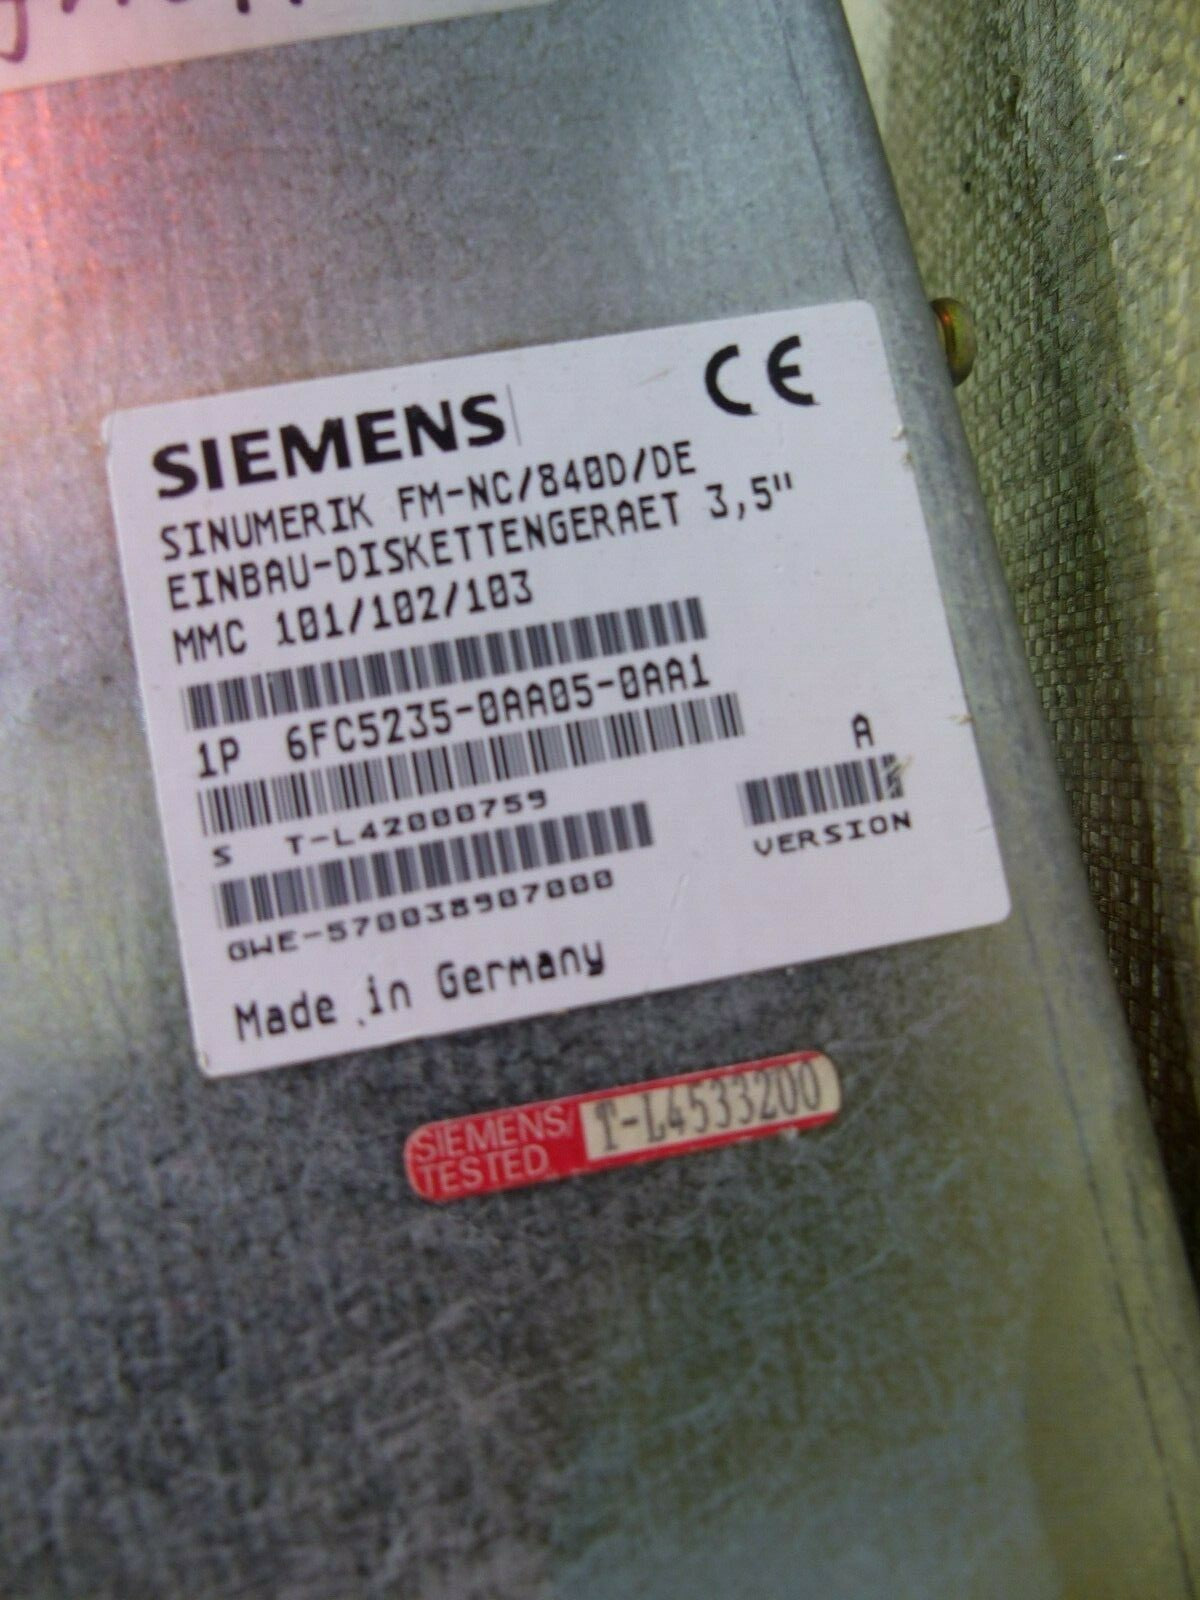 SIEMENS
CE
SINUMERIK FM-NC/840D/DE
EINBAU-DISKETTENGERAET 3,5"
MMC 101/102/103
1P 6FC5235-0AA05-0AA1
S T-L42000759
A
VERSION
GWE-570038907000
Made in Germany
SIEMENS/ T-L4533200
TESTED